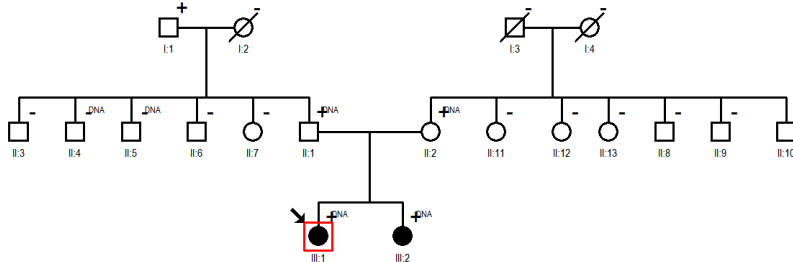 + - - -
I:1 I:2 I:3 I:4
- -DNA -DNA - - +DNA +DNA - - - - - -
II:3 II:4 II:5 II:6 II:7 II:1 II:2 II:11 II:12 II:13 II:8 II:9 II:10
+DNA +DNA
III:1 III:2